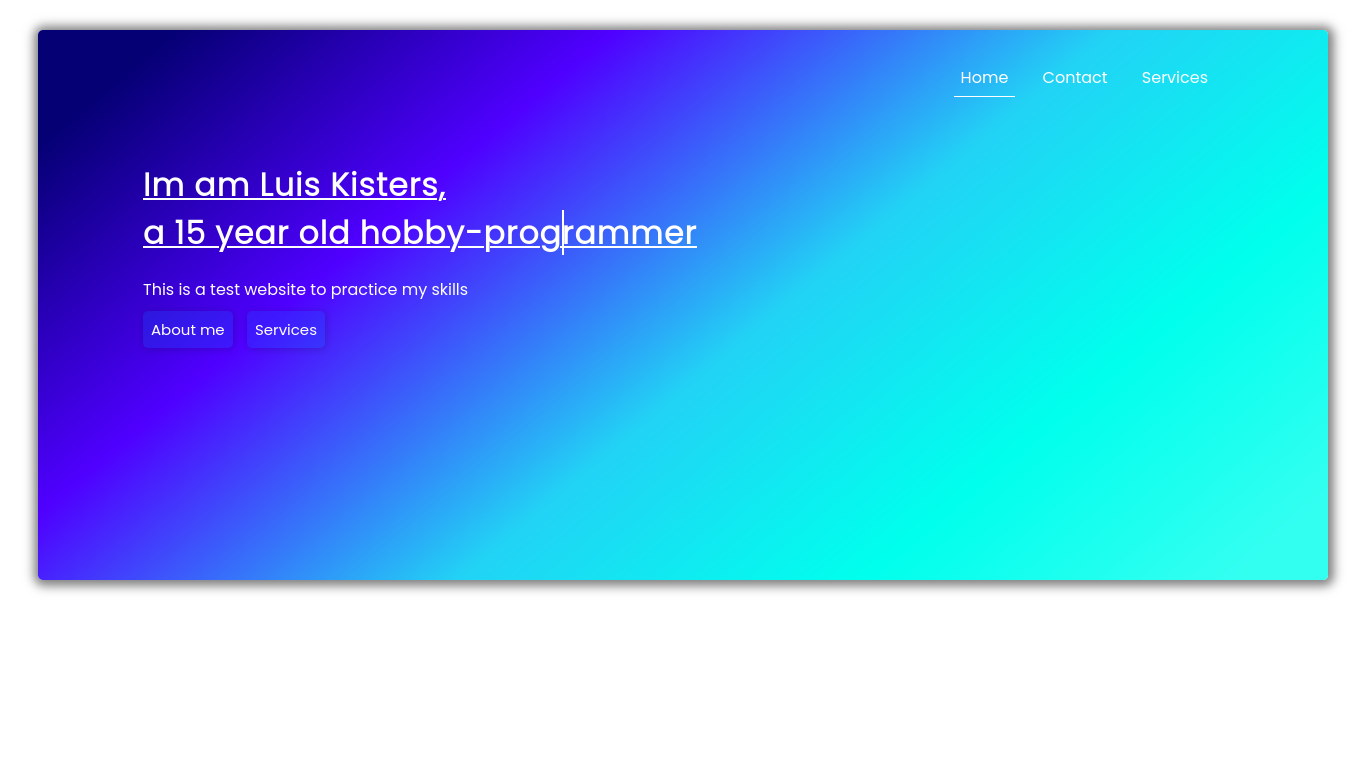 Home Contact Services
Im am Luis Kisters,
a 15 year old hobby-programmer
This is a test website to practice my skills
About me Services